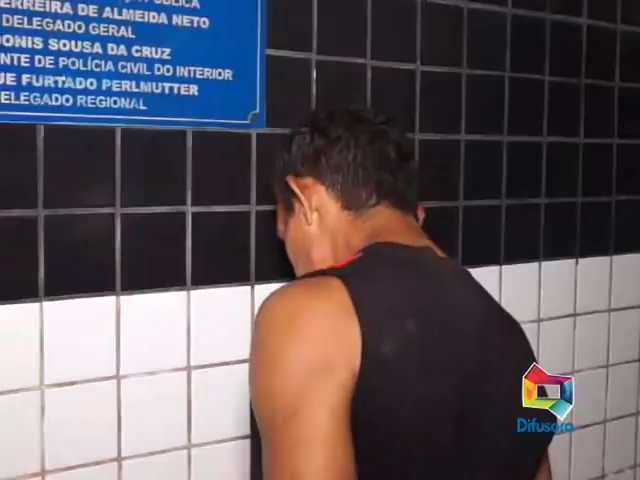 ERREIRA DE ALMEIDA NETO
DELEGADO GERAL
DONIS SOUSA DA CRUZ
NTE DE POLÍCIA CIVIL DO INTERIOR
UE FURTADO PERLMUTTER
DELEGADO REGIONAL
Difusora